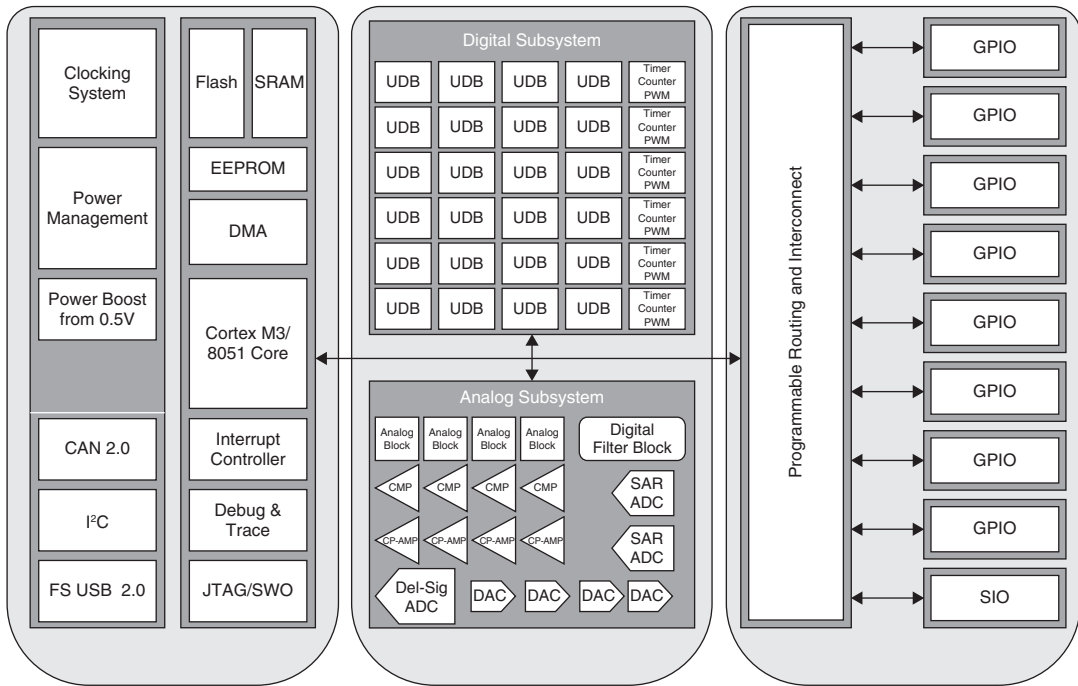 Clocking
System
Power
Management
Power Boost
from 0.5V
CAN 2.0
I²C
FS USB 2.0
Flash
SRAM
EEPROM
DMA
Cortex M3/
8051 Core
Interrupt
Controller
Debug &
Trace
JTAG/SWO
Digital Subsystem
UDB UDB UDB UDB
Timer
Counter
PWM
UDB UDB UDB UDB
Timer
Counter
PWM
UDB UDB UDB UDB
Timer
Counter
PWM
UDB UDB UDB UDB
Timer
Counter
PWM
UDB UDB UDB UDB
Timer
Counter
PWM
UDB UDB UDB UDB
Timer
Counter
PWM
Analog Subsystem
Analog
Block
Analog
Block
Analog
Block
Analog
Block
Digital
Filter Block
CMP CMP CMP CMP
SAR
ADC
CP-AMP CP-AMP CP-AMP CP-AMP
SAR
ADC
Del-Sig
ADC
DAC DAC DAC DAC
Programmable Routing and Interconnect
GPIO
GPIO
GPIO
GPIO
GPIO
GPIO
GPIO
GPIO
SIO